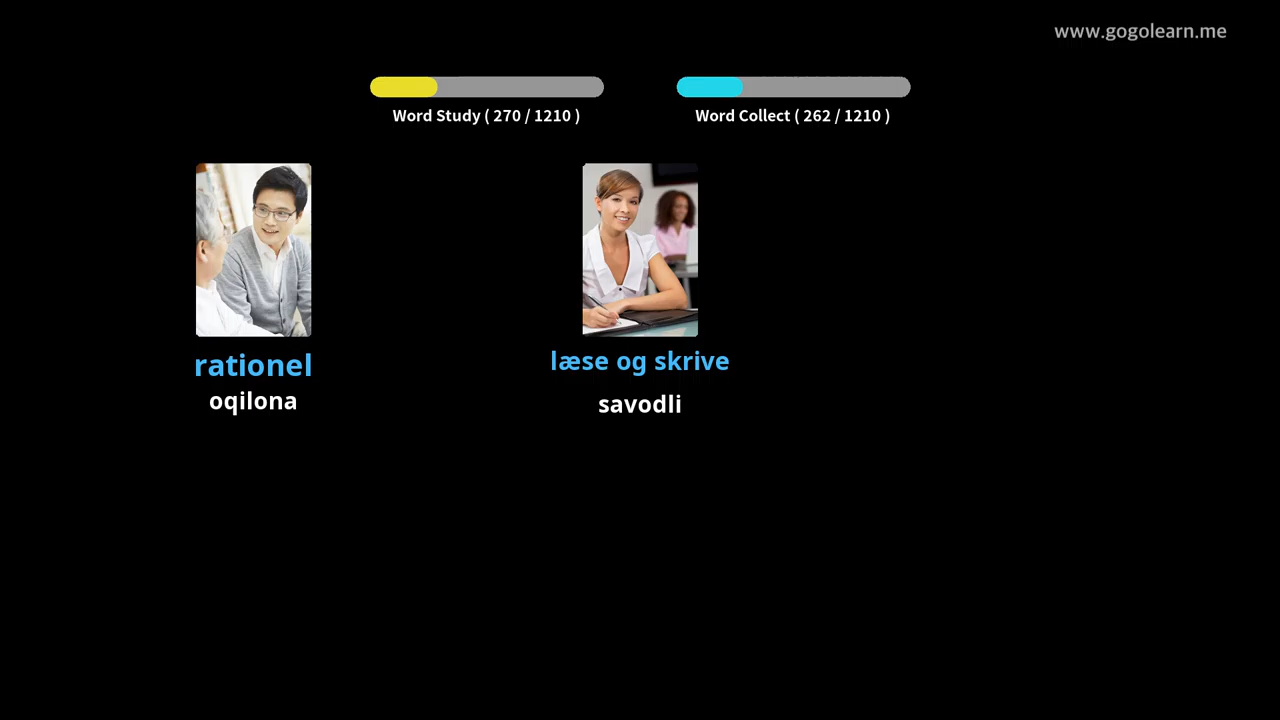 www.gogolearn.me
Word Study ( 270 / 1210 )
Word Collect ( 262 / 1210 )
rationel
oqilona
læse og skrive
savodli